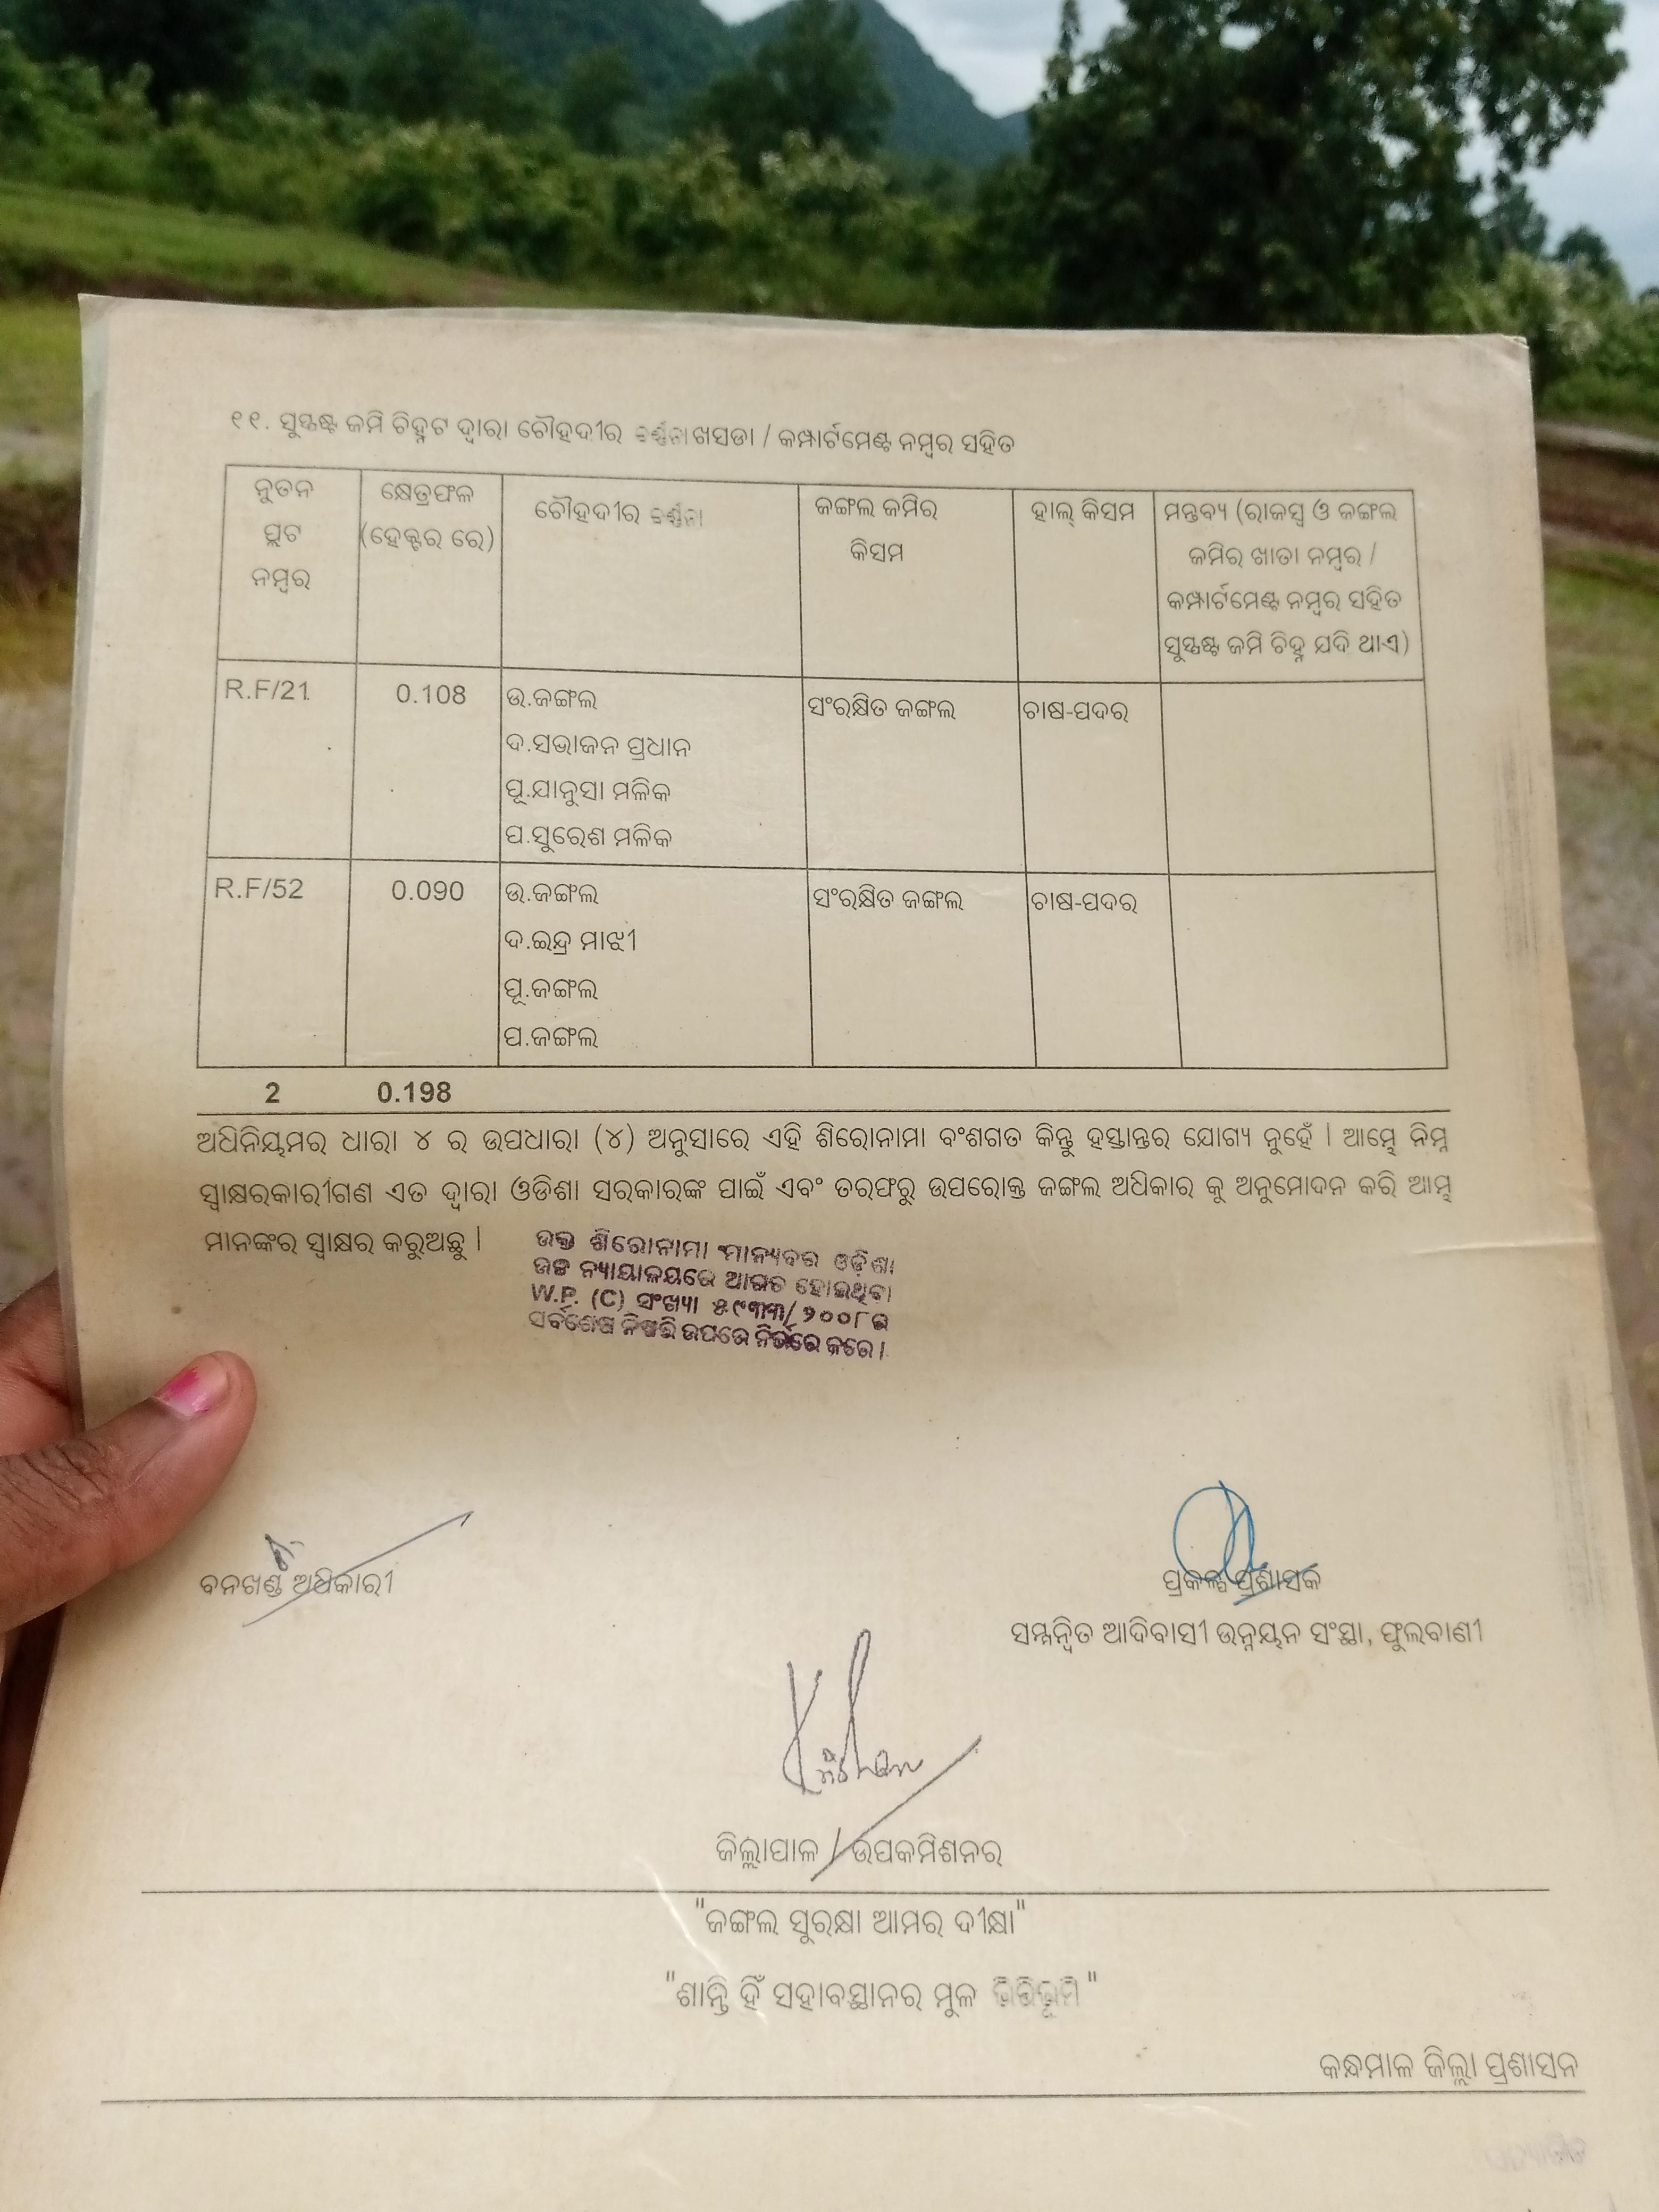 ୧୧. ସୁସ୍ପଷ୍ଟ ଜମି ଚିହ୍ନଟ ଦ୍ୱାରା ଚୌହଦୀର ବର୍ଣ୍ଣନା ଖସଡା / କମ୍ପାର୍ଟମେଣ୍ଟ ନମ୍ବର ସହିତ
ନୁତନ
ପ୍ଲଟ
ନମ୍ବର
କ୍ଷେତ୍ରଫଳ
(ହେକ୍ଟର ରେ)
ଚୌହଦୀର ବର୍ଣ୍ଣନା
ଜଙ୍ଗଲ ଜମିର
କିସମ
ହାଲ୍ କିସମ
ମନ୍ତବ୍ୟ (ରାଜସ୍ୱ ଓ ଜଙ୍ଗଲ
ଜମିର ଖାତା ନମ୍ବର /
କମ୍ପାର୍ଟମେଣ୍ଟ ନମ୍ବର ସହିତ
ସୁସ୍ପଷ୍ଟ ଜମି ଚିହ୍ନ ଯଦି ଥାଏ)
R.F/21
0.108
ଉ.ଜଙ୍ଗଲ
ଦ.ସଭାଜନ ପ୍ରଧାନ
ପୂ.ଯାନୁସା ମଳିକ
ପ.ସୁରେଶ ମଳିକ
ସଂରକ୍ଷିତ ଜଙ୍ଗଲ
ଚାଷ-ପଦର
R.F/52
0.090
ଉ.ଜଙ୍ଗଲ
ଦ.ଇନ୍ଦ୍ର ମାଝୀ
ପୂ.ଜଙ୍ଗଲ
ପ.ଜଙ୍ଗଲ
ସଂରକ୍ଷିତ ଜଙ୍ଗଲ
ଚାଷ-ପଦର
2 0.198
ଅଧିନିୟମର ଧାରା ୪ ର ଉପଧାରା (୪) ଅନୁସାରେ ଏହି ଶିରୋନାମା ବଂଶଗତ କିନ୍ତୁ ହସ୍ତାନ୍ତର ଯୋଗ୍ୟ ନୁହେଁ । ଆମ୍ଭେ ନିମ୍ନ
ସ୍ୱାକ୍ଷରକାରୀଗଣ ଏତ ଦ୍ୱାରା ଓଡିଶା ସରକାରଙ୍କ ପାଇଁ ଏବଂ ତରଫରୁ ଉପରୋକ୍ତ ଜଙ୍ଗଲ ଅଧିକାର କୁ ଅନୁମୋଦନ କରି ଆମ୍ଭ
ମାନଙ୍କର ସ୍ୱାକ୍ଷର କରୁଅଛୁ ।
ଉକ୍ତ ଶିରୋନାମା ମାନ୍ୟବର ଓଡ଼ିଶା
ଉଚ୍ଚ ନ୍ୟାୟାଳୟରେ ଆଗତ ହୋଇଥିବା
W.P. (C) ସଂଖ୍ୟା ୫୯୩୩/୨୦୦୮ର
ସର୍ବଶେଷ ନିଷ୍ପତ୍ତି ଉପରେ ନିର୍ଭର କରେ ।
ବନଖଣ୍ଡ ଅଧିକାରୀ
ପ୍ରକଳ୍ପ ପ୍ରଶାସକ
ସମ୍ମନ୍ୱିତ ଆଦିବାସୀ ଉନ୍ନୟନ ସଂସ୍ଥା, ଫୁଲବାଣୀ
Krishan
ଜିଲ୍ଲାପାଳ / ଉପକମିଶନର
"ଜଙ୍ଗଲ ସୁରକ୍ଷା ଆମର ଦୀକ୍ଷା"
"ଶାନ୍ତି ହିଁ ସହାବସ୍ଥାନର ମୁଳ ଭିତ୍ତିଭୂମି"
କନ୍ଧମାଳ ଜିଲ୍ଲା ପ୍ରଶାସନ